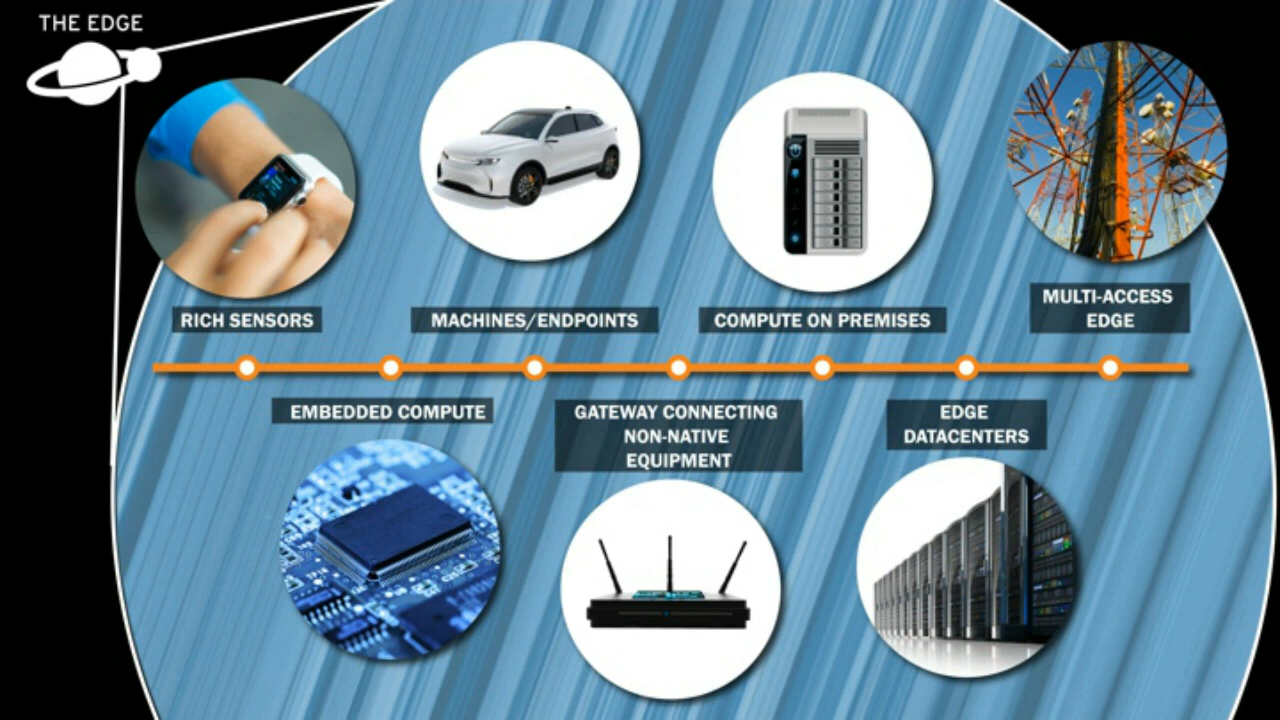 THE EDGE
RICH SENSORS
MACHINES/ENDPOINTS
COMPUTE ON PREMISES
MULTI-ACCESS
EDGE
EMBEDDED COMPUTE
GATEWAY CONNECTING
NON-NATIVE
EQUIPMENT
EDGE
DATACENTERS